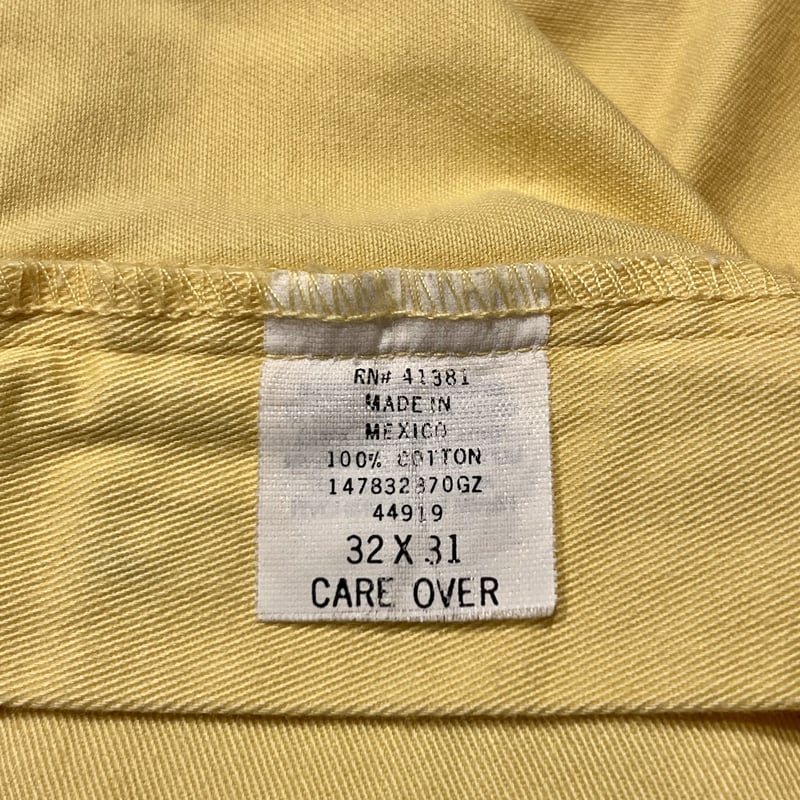 RN# 41381
MADE IN
MEXICO
100% COTTON
147832370GZ
44919
32 X 31
CARE OVER